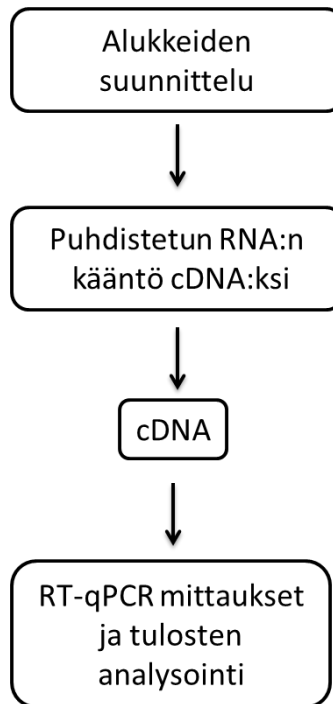 Alukkeiden
suunnittelu
Puhdistetun RNA:n
kääntö cDNA:ksi
cDNA
RT-qPCR mittaukset
ja tulosten
analysointi